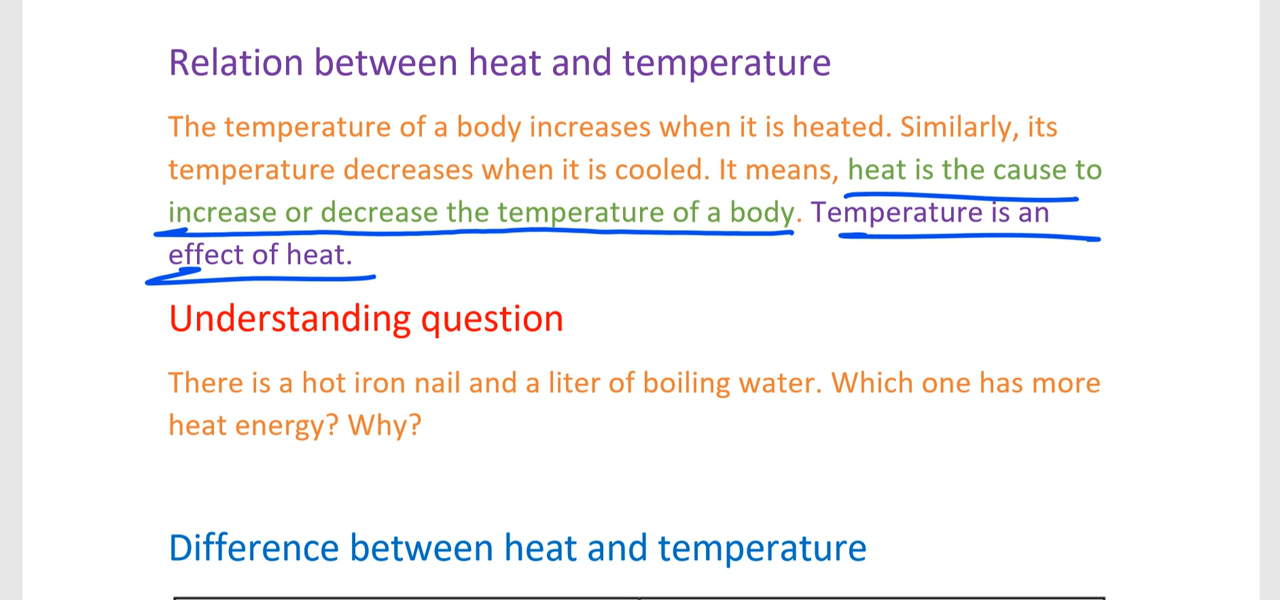 Relation between heat and temperature
The temperature of a body increases when it is heated. Similarly, its
temperature decreases when it is cooled. It means, heat is the cause to
increase or decrease the temperature of a body. Temperature is an
effect of heat.
Understanding question
There is a hot iron nail and a liter of boiling water. Which one has more
heat energy? Why?
Difference between heat and temperature